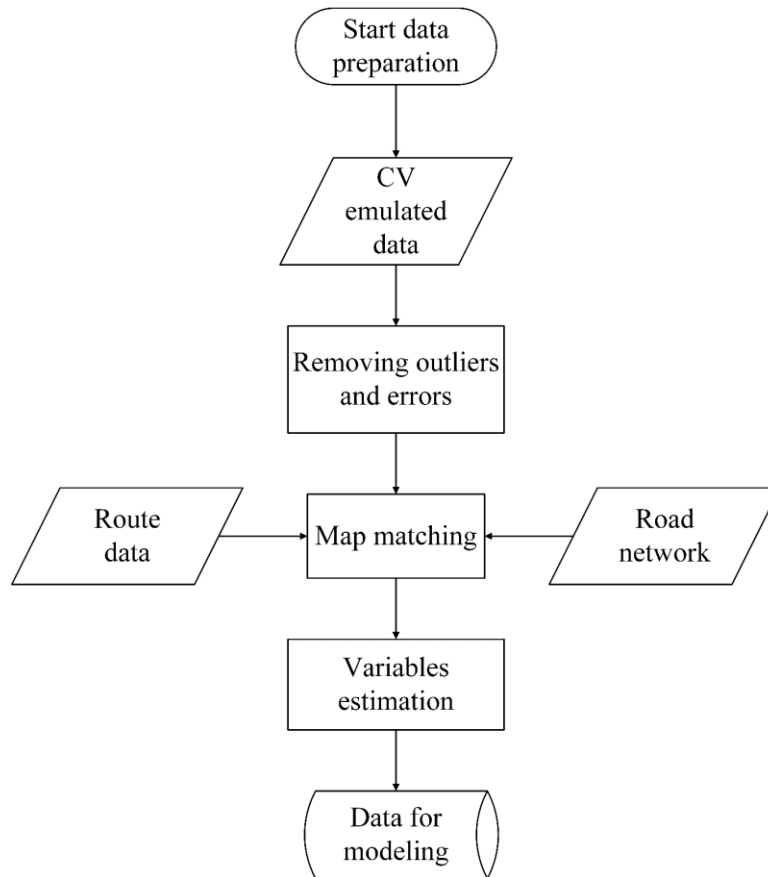 Start data
preparation
CV
emulated
data
Removing outliers
and errors
Route
data
Map matching
Road
network
Variables
estimation
Data for
modeling